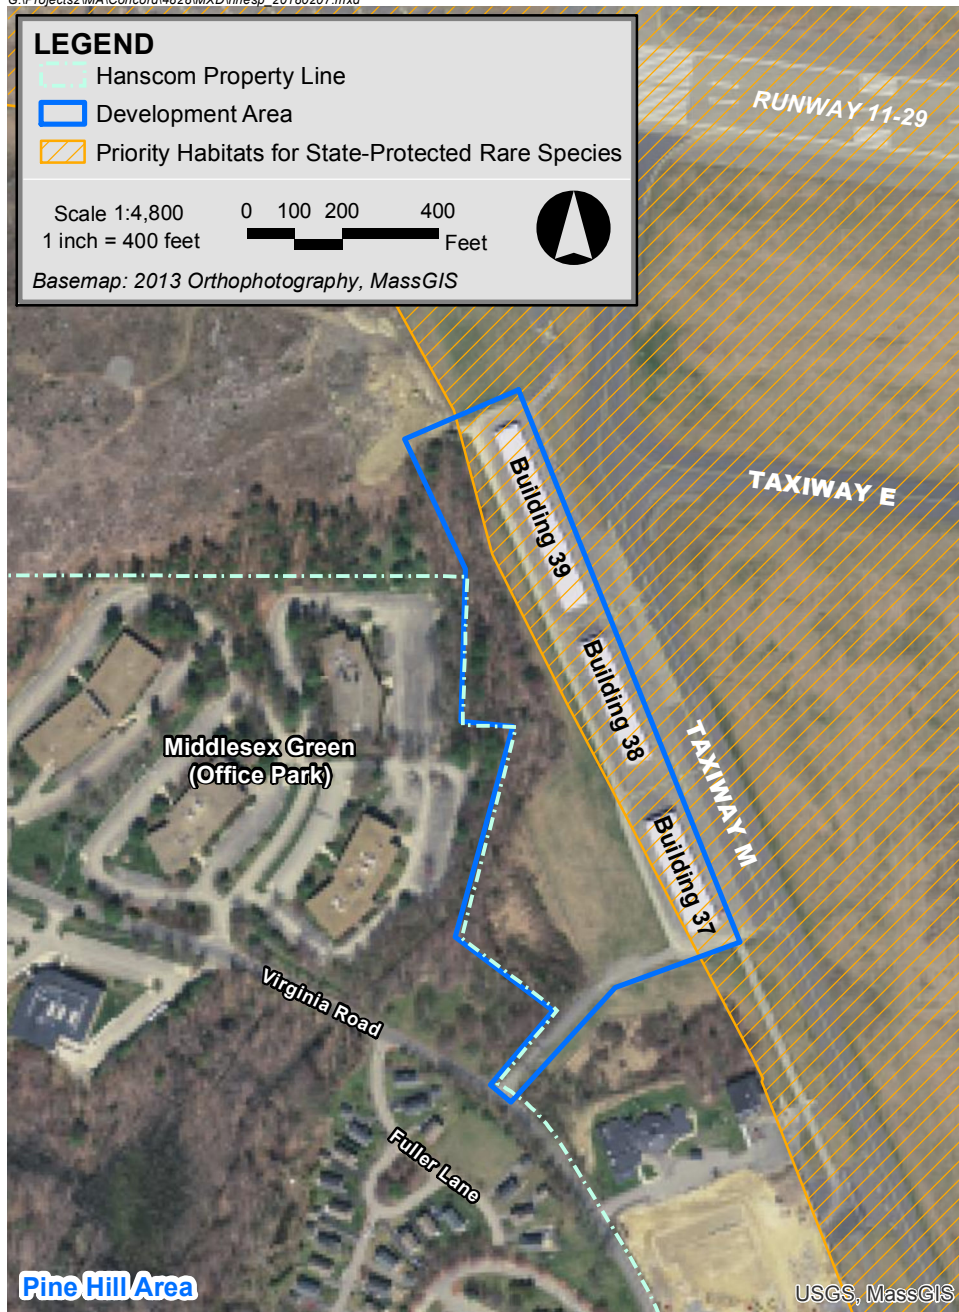 LEGEND
Hanscom Property Line
Development Area
Priority Habitats for State-Protected Rare Species
Scale 1:4,800
1 inch = 400 feet
0 100 200 400
Feet
Basemap: 2013 Orthophotography, MassGIS
RUNWAY 11-29
TAXIWAY E
Building 39
Building 38
TAXIWAY M
Middlesex Green
(Office Park)
Building 37
Virginia Road
Fuller Lane
Pine Hill Area
USGS, MassGIS